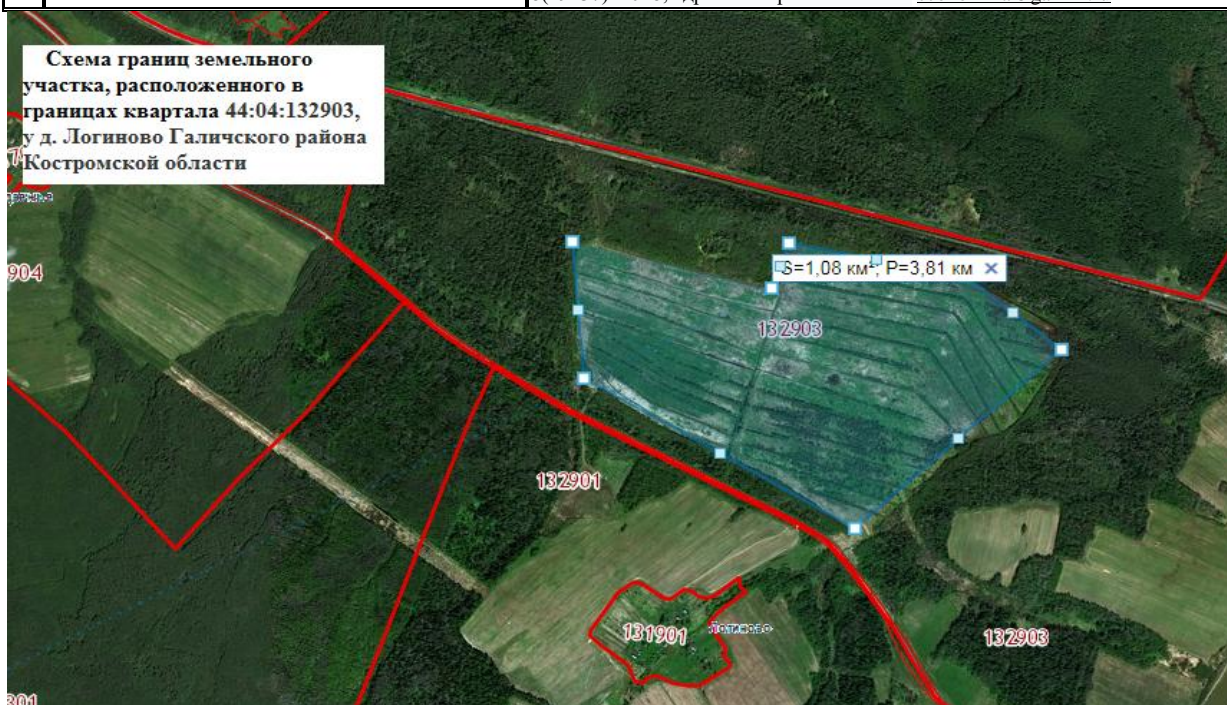 Схема границ земельного
участка, расположенного в
границах квартала 44:04:132903,
у д. Логиново Галичского района
Костромской области
904
S=1,08 км², P=3,81 км ×
132903
132901
131901
Логиново
132903
301